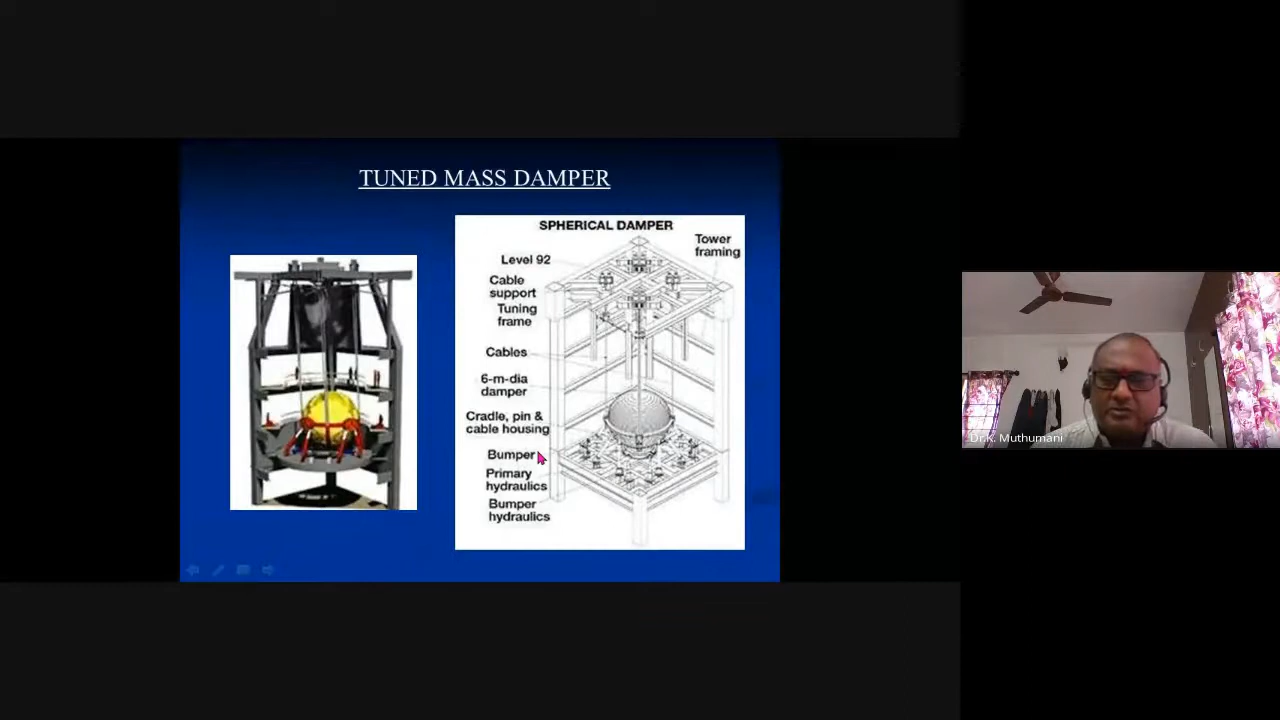 TUNED MASS DAMPER
SPHERICAL DAMPER
Tower
framing
Level 92
Cable
support
Tuning
frame
Cables
6-m-dia
damper
Cradle, pin &
cable housing
Bumper
Primary
hydraulics
Bumper
hydraulics
Dr.K. Muthumani